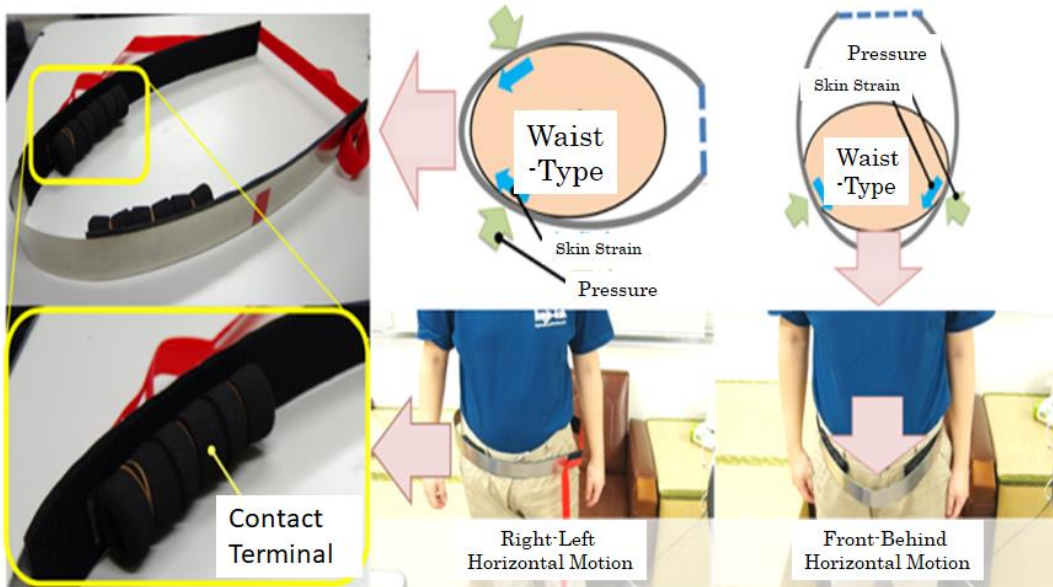 Waist
-Type
Skin Strain
Pressure
Pressure
Skin Strain
Waist
-Type
Contact
Terminal
Right-Left
Horizontal Motion
Front-Behind
Horizontal Motion